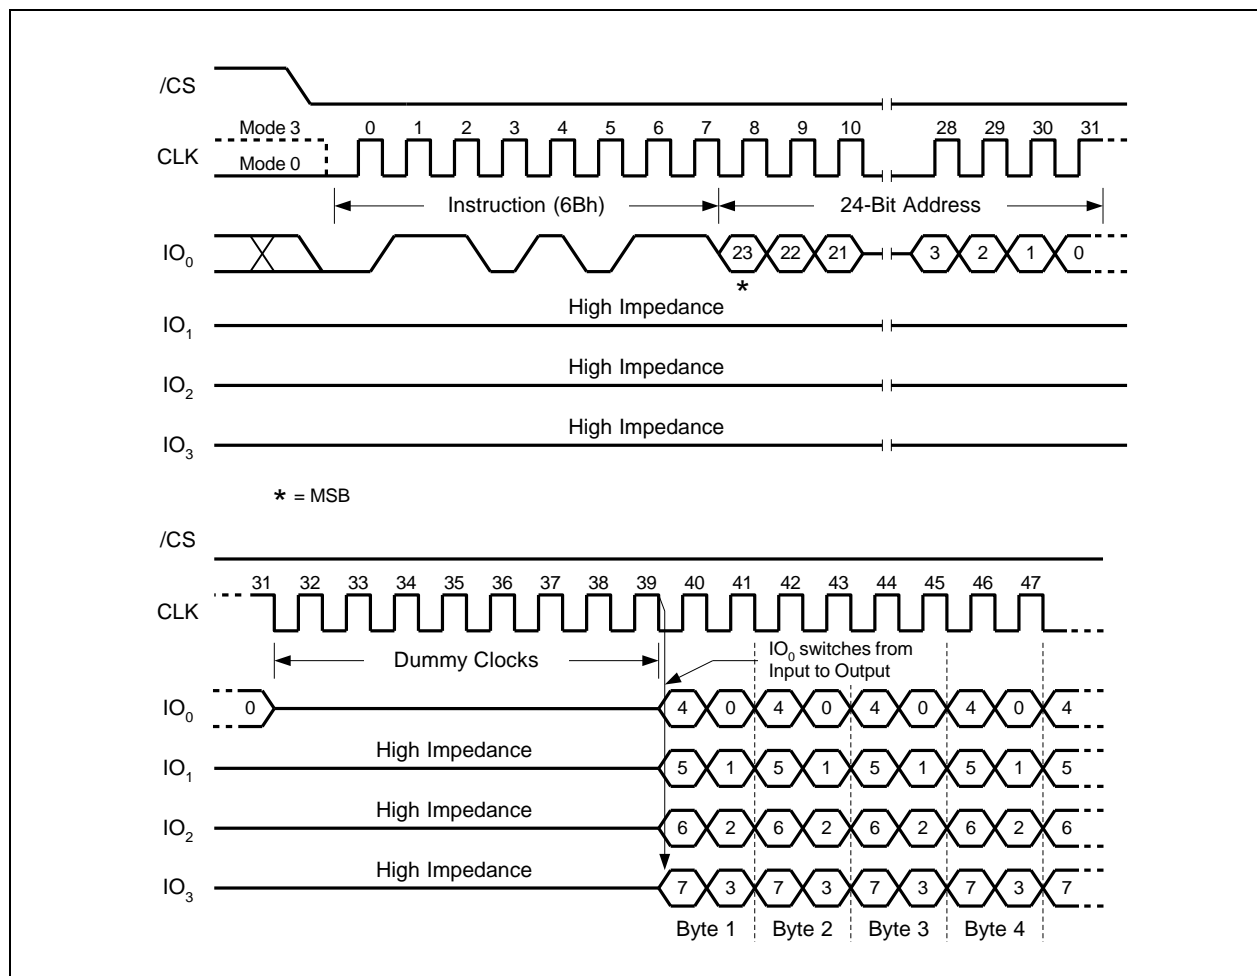 /CS
Mode 3 0 1 2 3 4 5 6 7 8 9 10 28 29 30 31
CLK
Mode 0
Instruction (6Bh) 24-Bit Address
IO0 23 22 21 3 2 1 0
*
High Impedance
IO1
High Impedance
IO2
High Impedance
IO3
* = MSB
/CS
31 32 33 34 35 36 37 38 39 40 41 42 43 44 45 46 47
CLK
Dummy Clocks
IO0 switches from
Input to Output
IO0 0 4 0 4 0 4 0 4 0 4
High Impedance
IO1 5 1 5 1 5 1 5 1 5
High Impedance
IO2 6 2 6 2 6 2 6 2 6
High Impedance
IO3 7 3 7 3 7 3 7 3 7
Byte 1 Byte 2 Byte 3 Byte 4